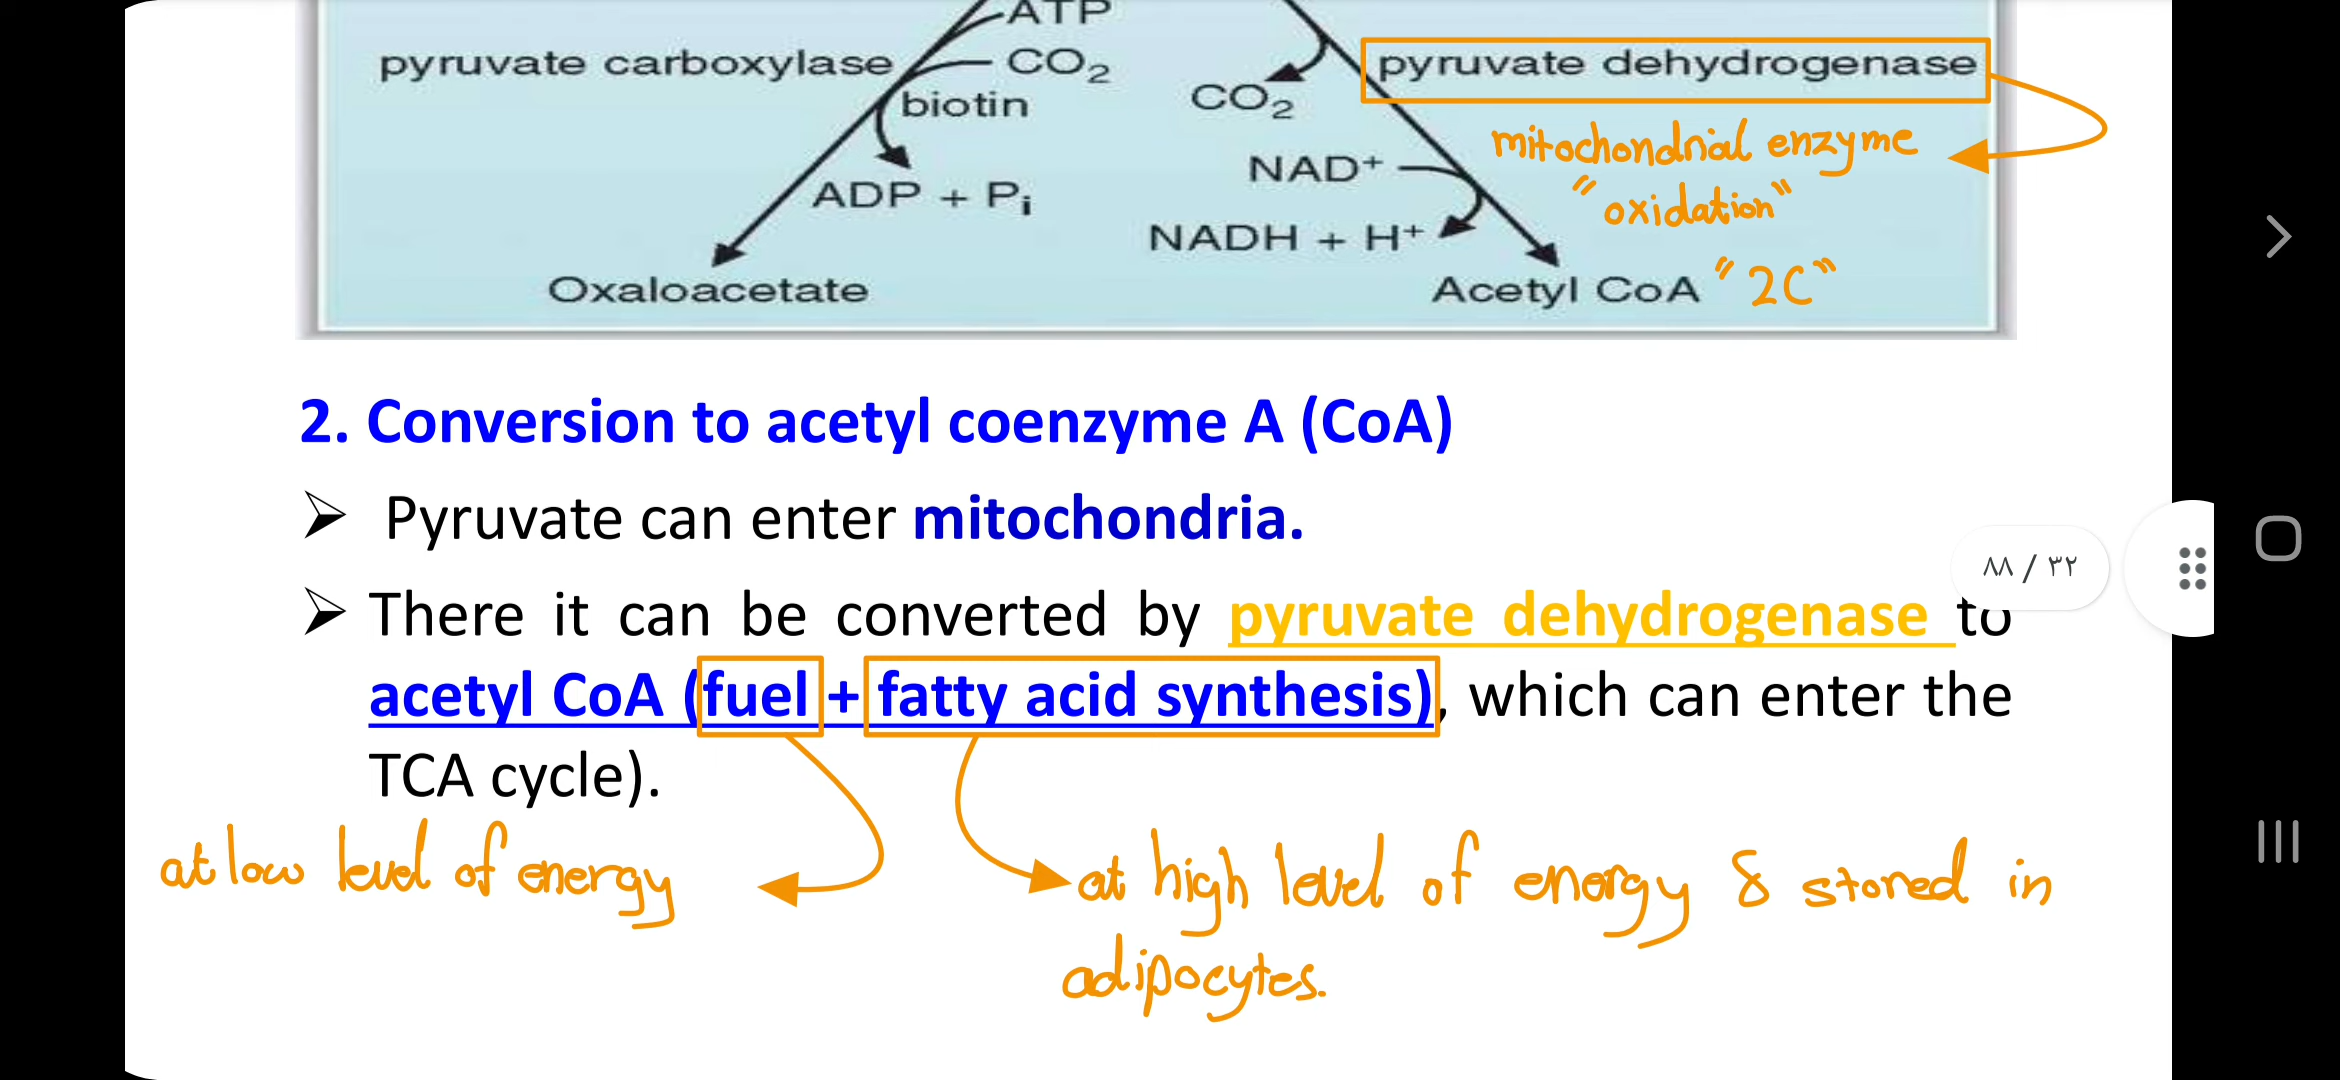 ATP
pyruvate carboxylase
CO₂
pyruvate dehydrogenase
CO₂
biotin
mitochondrial enzyme
NAD⁺
"oxidation"
ADP + Pi
NADH + H⁺
Oxaloacetate
Acetyl CoA "2C"
2. Conversion to acetyl coenzyme A (CoA)
➢ Pyruvate can enter mitochondria.
٨٨ / ٣٢
➢ There it can be converted by pyruvate dehydrogenase to
acetyl CoA (fuel + fatty acid synthesis), which can enter the
TCA cycle).
at low level of energy
at high level of energy & stored in
adipocytes.